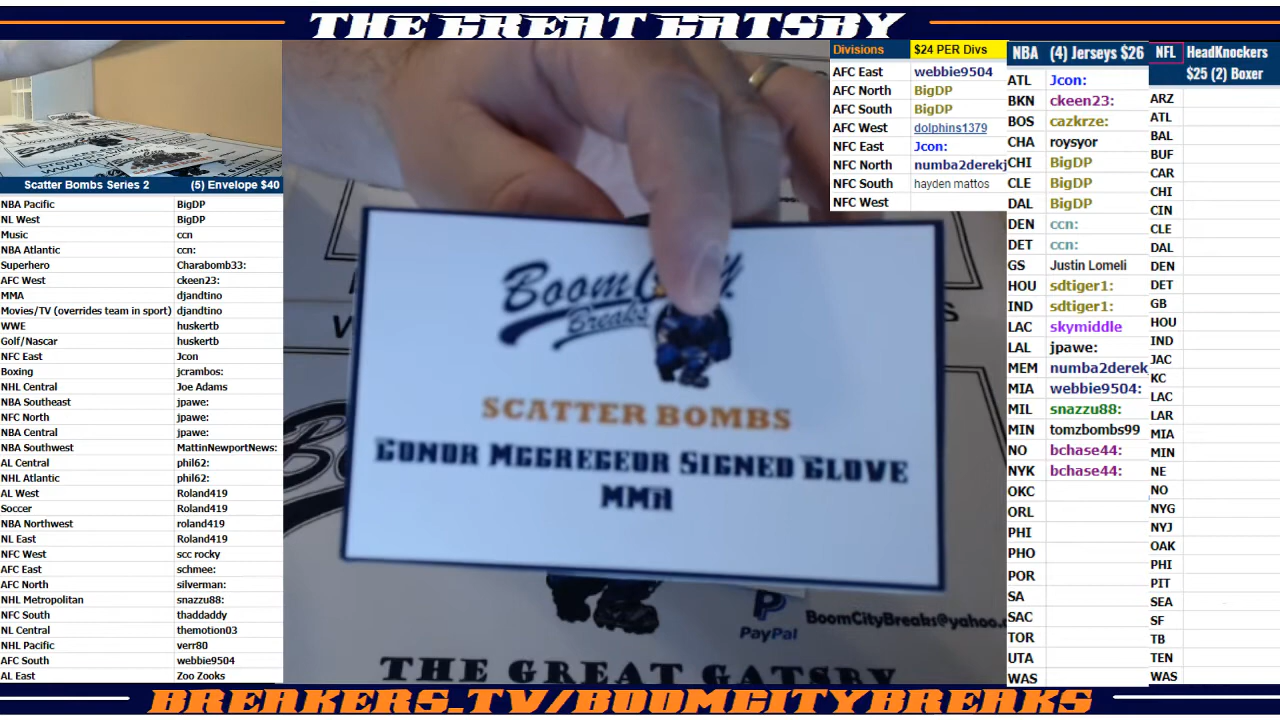 THE GREAT GATSBY
Scatter Bombs Series 2 (5) Envelope $40
NBA Pacific BigDP
NL West BigDP
Music ccn
NBA Atlantic ccn:
Superhero Charabomb33:
AFC West ckeen23:
MMA djandtino
Movies/TV (overrides team in sport) djandtino
WWE huskertb
Golf/Nascar huskertb
NFC East Jcon
Boxing jcrambos:
NHL Central Joe Adams
NBA Southeast jpawe:
NFC North jpawe:
NBA Central jpawe:
NBA Southwest MattinNewportNews:
AL Central phil62:
NHL Atlantic phil62:
AL West Roland419
Soccer Roland419
NBA Northwest roland419
NL East Roland419
NFC West scc rocky
AFC East schmee:
AFC North silverman:
NHL Metropolitan snazzu88:
NFC South thaddaddy
NL Central themotion03
NHL Pacific verr80
AFC South webbie9504
AL East Zoo Zooks
Boom City
Breaks
SCATTER BOMBS
CONOR MCGREGEOR SIGNED GLOVE
MMA
PayPal
BoomCityBreaks@yahoo.c
THE GREAT GATSBY
Divisions $24 PER Divs
AFC East webbie9504
AFC North BigDP
AFC South BigDP
AFC West dolphins1379
NFC East Jcon:
NFC North numba2derekj
NFC South hayden mattos
NFC West
NBA (4) Jerseys $26
ATL Jcon:
BKN ckeen23:
BOS cazkrze:
CHA roysyor
CHI BigDP
CLE BigDP
DAL BigDP
DEN ccn:
DET ccn:
GS Justin Lomeli
HOU sdtiger1:
IND sdtiger1:
LAC skymiddle
LAL jpawe:
MEM numba2derek
MIA webbie9504:
MIL snazzu88:
MIN tomzbombs99
NO bchase44:
NYK bchase44:
OKC
ORL
PHI
PHO
POR
SA
SAC
TOR
UTA
WAS
NFL HeadKnockers
$25 (2) Boxer
ARZ
ATL
BAL
BUF
CAR
CHI
CIN
CLE
DAL
DEN
DET
GB
HOU
IND
JAC
KC
LAC
LAR
MIA
MIN
NE
NO
NYG
NYJ
OAK
PHI
PIT
SEA
SF
TB
TEN
WAS
BREAKERS.TV/BOOMCITYBREAKS